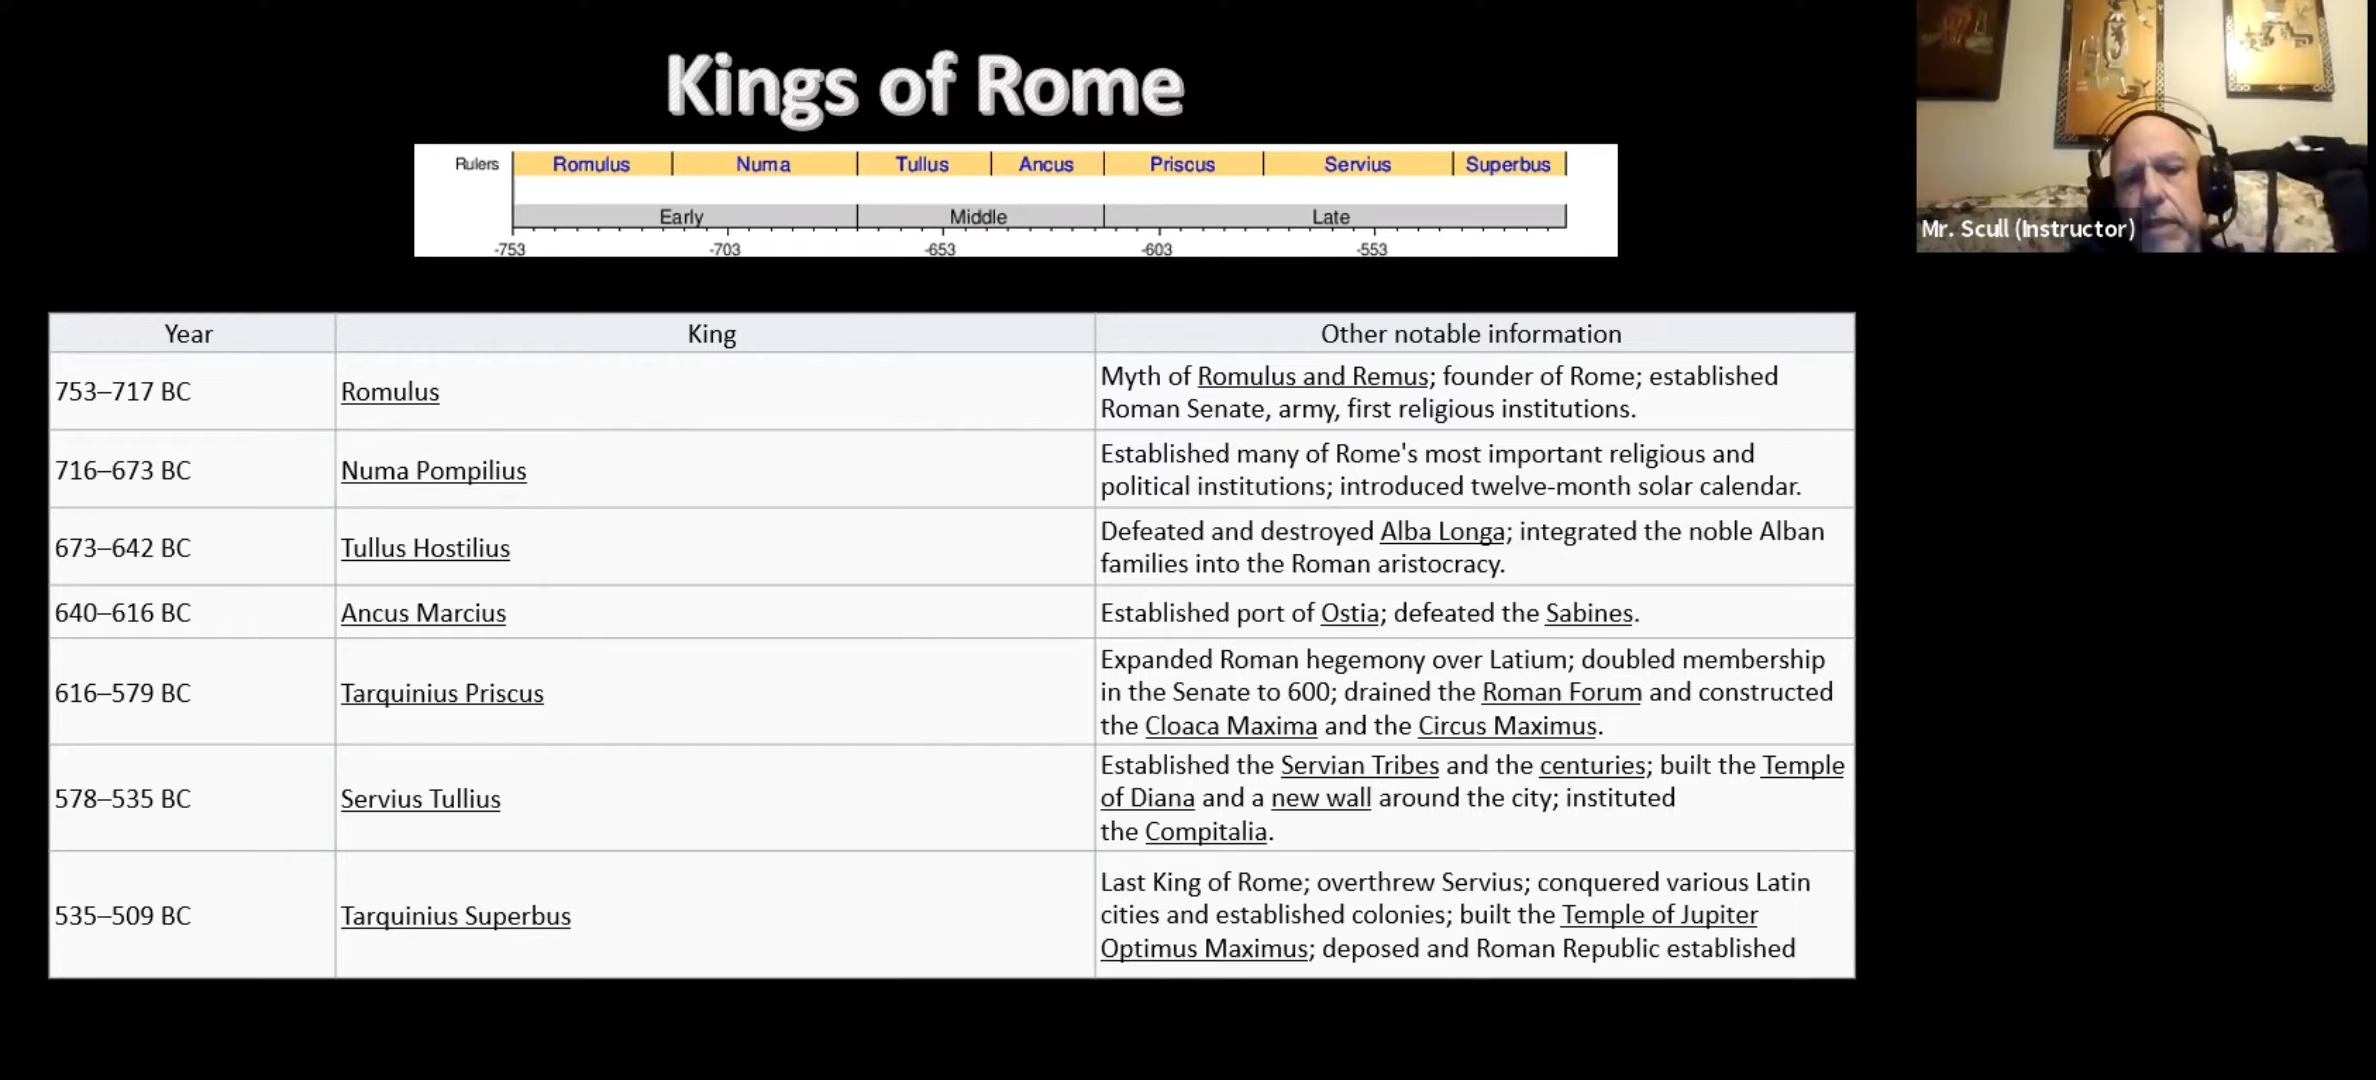 Kings of Rome
Rulers Romulus Numa Tullus Ancus Priscus Servius Superbus
Early Middle Late
-753 -703 -653 -603 -553
Mr. Scull (Instructor)
Year King Other notable information
753–717 BC Romulus Myth of Romulus and Remus; founder of Rome; established
Roman Senate, army, first religious institutions.
716–673 BC Numa Pompilius Established many of Rome's most important religious and
political institutions; introduced twelve-month solar calendar.
673–642 BC Tullus Hostilius Defeated and destroyed Alba Longa; integrated the noble Alban
families into the Roman aristocracy.
640–616 BC Ancus Marcius Established port of Ostia; defeated the Sabines.
616–579 BC Tarquinius Priscus Expanded Roman hegemony over Latium; doubled membership
in the Senate to 600; drained the Roman Forum and constructed
the Cloaca Maxima and the Circus Maximus.
578–535 BC Servius Tullius Established the Servian Tribes and the centuries; built the Temple
of Diana and a new wall around the city; instituted
the Compitalia.
535–509 BC Tarquinius Superbus Last King of Rome; overthrew Servius; conquered various Latin
cities and established colonies; built the Temple of Jupiter
Optimus Maximus; deposed and Roman Republic established